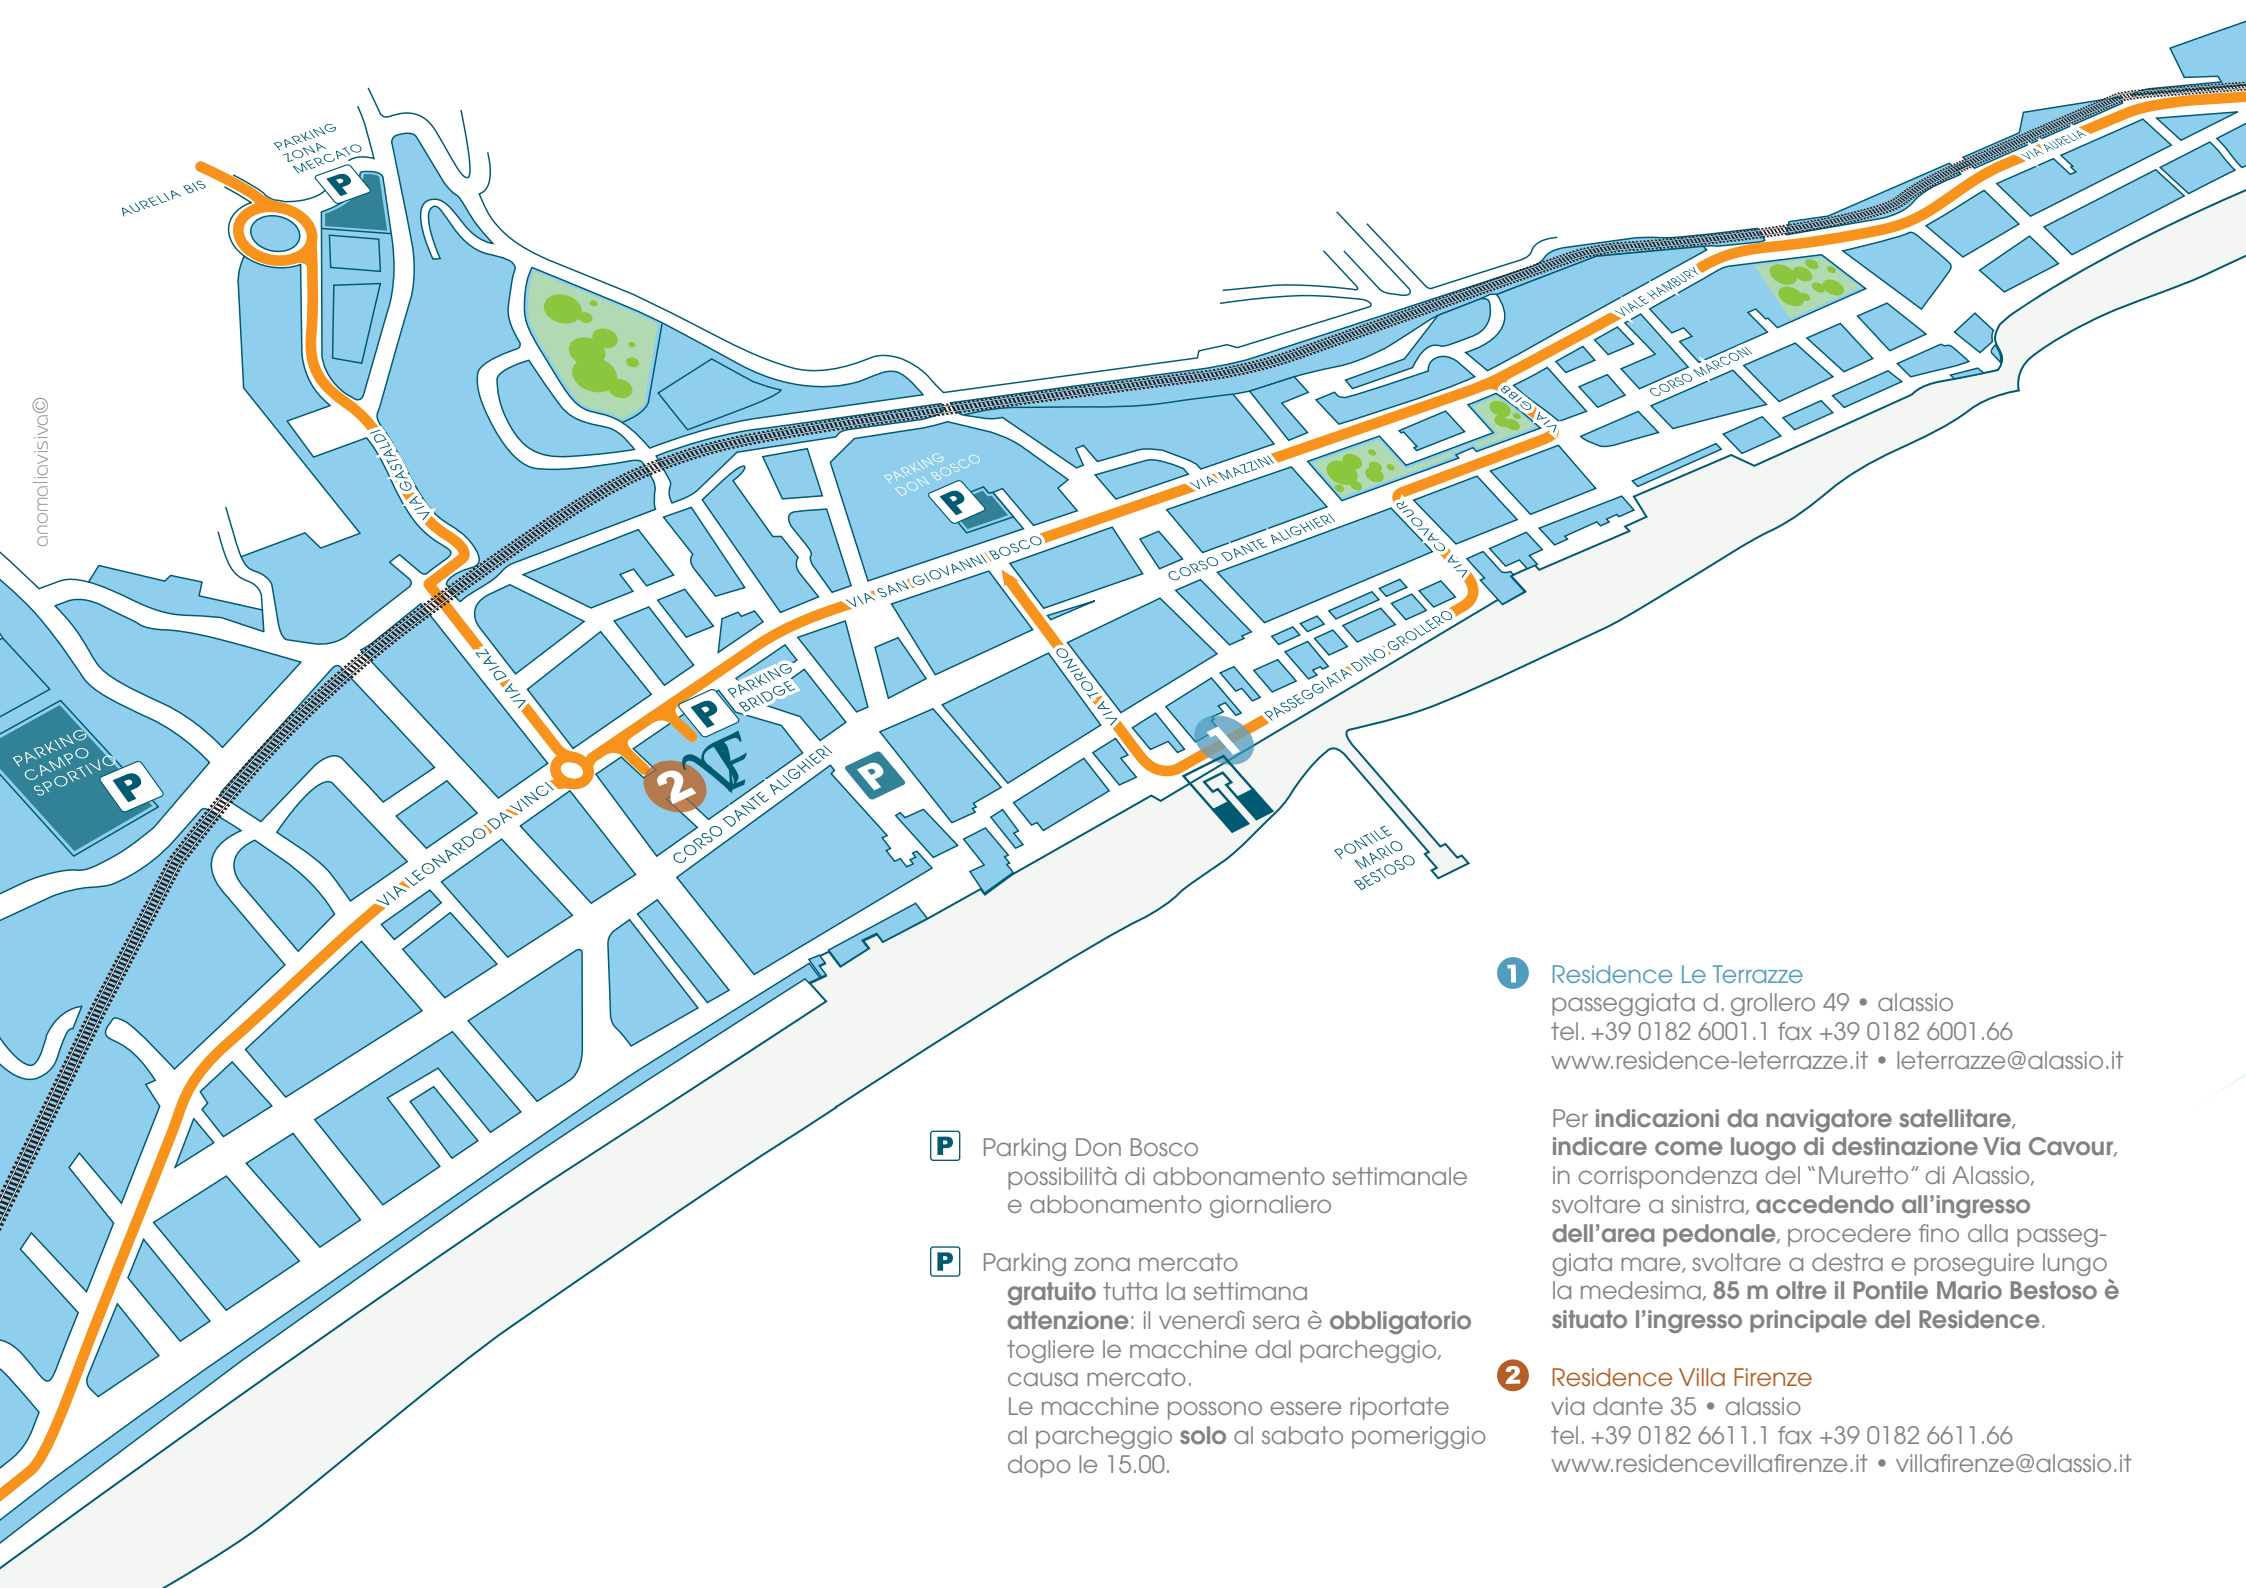 PARKING
ZONA
MERCATO
P
AURELIA BIS
anomaliavisiva©
VIA GASTALDI
VIA DIAZ
PARKING
CAMPO
SPORTIVO
P
VIA LEONARDO DA VINCI
PARKING
BRIDGE
P
2
VF
CORSO DANTE ALIGHIERI
P
PARKING
DON BOSCO
P
VIA SAN GIOVANNI BOSCO
VIA TORINO
VIA MAZZINI
CORSO DANTE ALIGHIERI
VIA CAVOUR
PASSEGGIATA DINO GROLLERO
1
PONTILE
MARIO
BESTOSO
VIA GIBB
VIALE HAMBURY
CORSO MARCONI
VIA AURELIA
P Parking Don Bosco
possibilità di abbonamento settimanale
e abbonamento giornaliero
P Parking zona mercato
gratuito tutta la settimana
attenzione: il venerdì sera è obbligatorio
togliere le macchine dal parcheggio,
causa mercato.
Le macchine possono essere riportate
al parcheggio solo al sabato pomeriggio
dopo le 15.00.
1 Residence Le Terrazze
passeggiata d. grollero 49 • alassio
tel. +39 0182 6001.1 fax +39 0182 6001.66
www.residence-leterrazze.it • leterrazze@alassio.it
Per indicazioni da navigatore satellitare,
indicare come luogo di destinazione Via Cavour,
in corrispondenza del “Muretto” di Alassio,
svoltare a sinistra, accedendo all’ingresso
dell’area pedonale, procedere fino alla passeg-
giata mare, svoltare a destra e proseguire lungo
la medesima, 85 m oltre il Pontile Mario Bestoso è
situato l’ingresso principale del Residence.
2 Residence Villa Firenze
via dante 35 • alassio
tel. +39 0182 6611.1 fax +39 0182 6611.66
www.residencevillafirenze.it • villafirenze@alassio.it